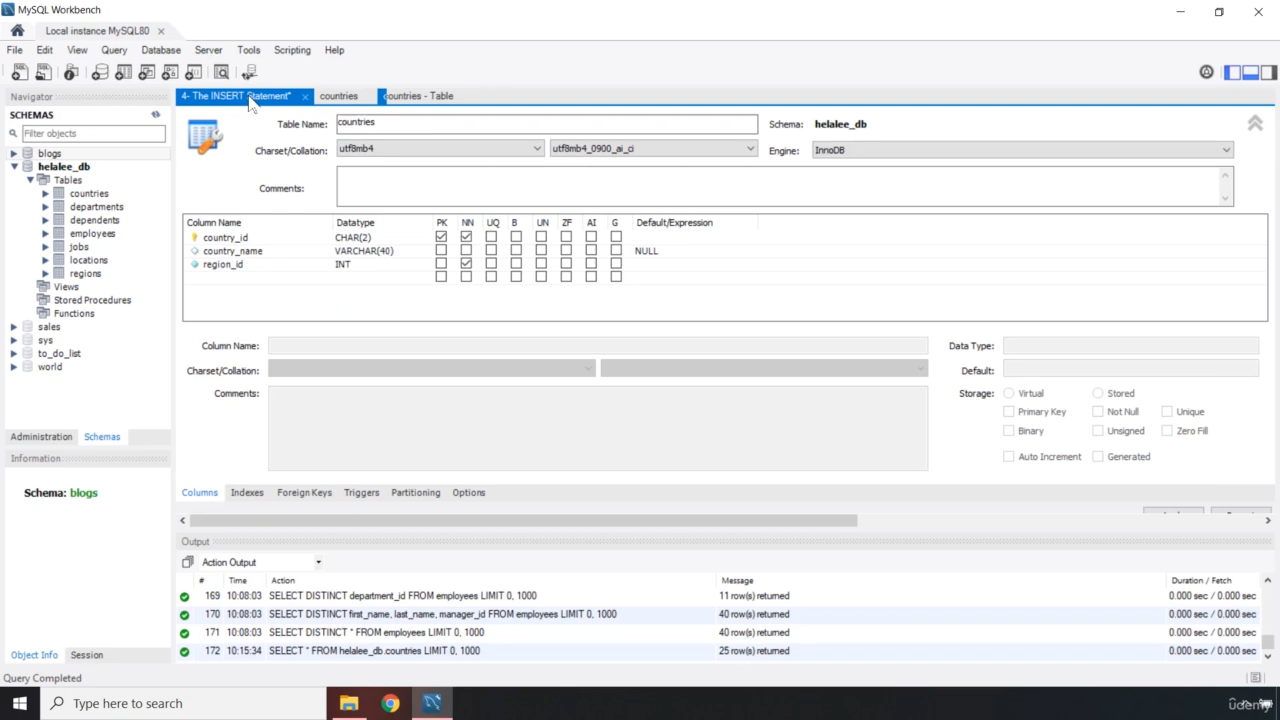 MySQL Workbench
Local instance MySQL80
File Edit View Query Database Server Tools Scripting Help
Navigator
4- The INSERT Statement* countries countries - Table
SCHEMAS
Filter objects
blogs
helalee_db
Tables
countries
departments
dependents
employees
jobs
locations
regions
Views
Stored Procedures
Functions
sales
sys
to_do_list
world
Administration Schemas
Information
Schema: blogs
Object Info Session
Table Name: countries Schema: helalee_db
Charset/Collation: utf8mb4 utf8mb4_0900_ai_ci Engine: InnoDB
Comments:
Column Name Datatype PK NN UQ B UN ZF AI G Default/Expression
country_id CHAR(2)
country_name VARCHAR(40) NULL
region_id INT
Column Name: Data Type:
Charset/Collation: Default:
Comments: Storage: Virtual Stored
Primary Key Not Null Unique
Binary Unsigned Zero Fill
Auto Increment Generated
Columns Indexes Foreign Keys Triggers Partitioning Options
Output
Action Output
# Time Action Message Duration / Fetch
169 10:08:03 SELECT DISTINCT department_id FROM employees LIMIT 0, 1000 11 row(s) returned 0.000 sec / 0.000 sec
170 10:08:03 SELECT DISTINCT first_name, last_name, manager_id FROM employees LIMIT 0, 1000 40 row(s) returned 0.000 sec / 0.000 sec
171 10:08:03 SELECT DISTINCT * FROM employees LIMIT 0, 1000 40 row(s) returned 0.000 sec / 0.000 sec
172 10:15:34 SELECT * FROM helalee_db.countries LIMIT 0, 1000 25 row(s) returned 0.000 sec / 0.000 sec
Query Completed
Type here to search
udemy